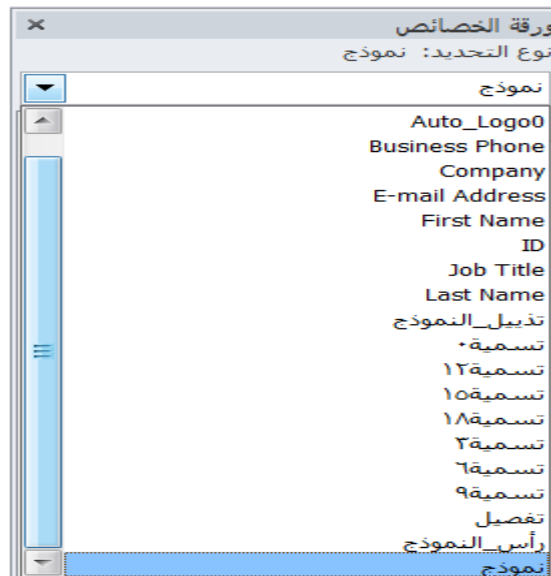 ورقة الخصائص
نوع التحديد: نموذج
نموذج
Auto_Logo0
Business Phone
Company
E-mail Address
First Name
ID
Job Title
Last Name
تذييل_النموذج
تسمية٠
تسمية١٢
تسمية١٥
تسمية١٨
تسمية٣
تسمية٦
تسمية٩
تفصيل
رأس_النموذج
نموذج